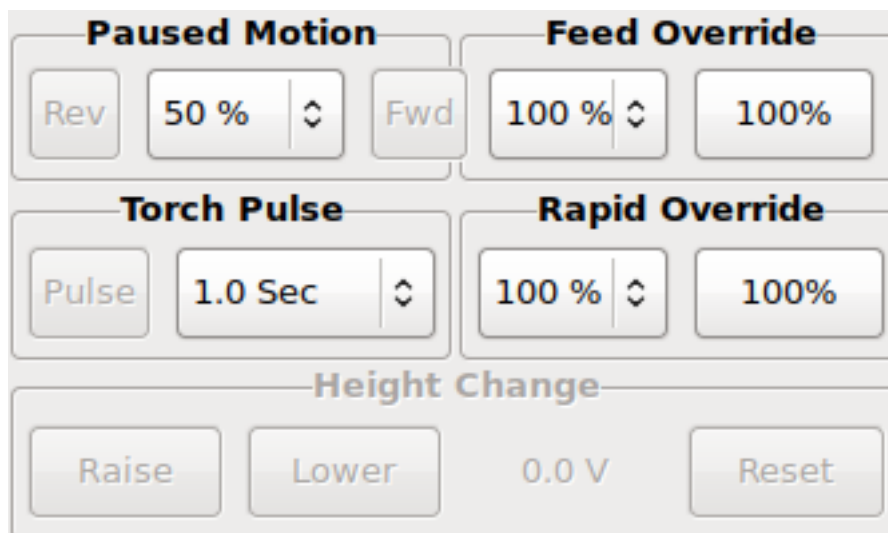 Paused Motion
Rev 50 % Fwd
Feed Override
100 % 100%
Torch Pulse
Pulse 1.0 Sec
Rapid Override
100 % 100%
Height Change
Raise Lower 0.0 V Reset